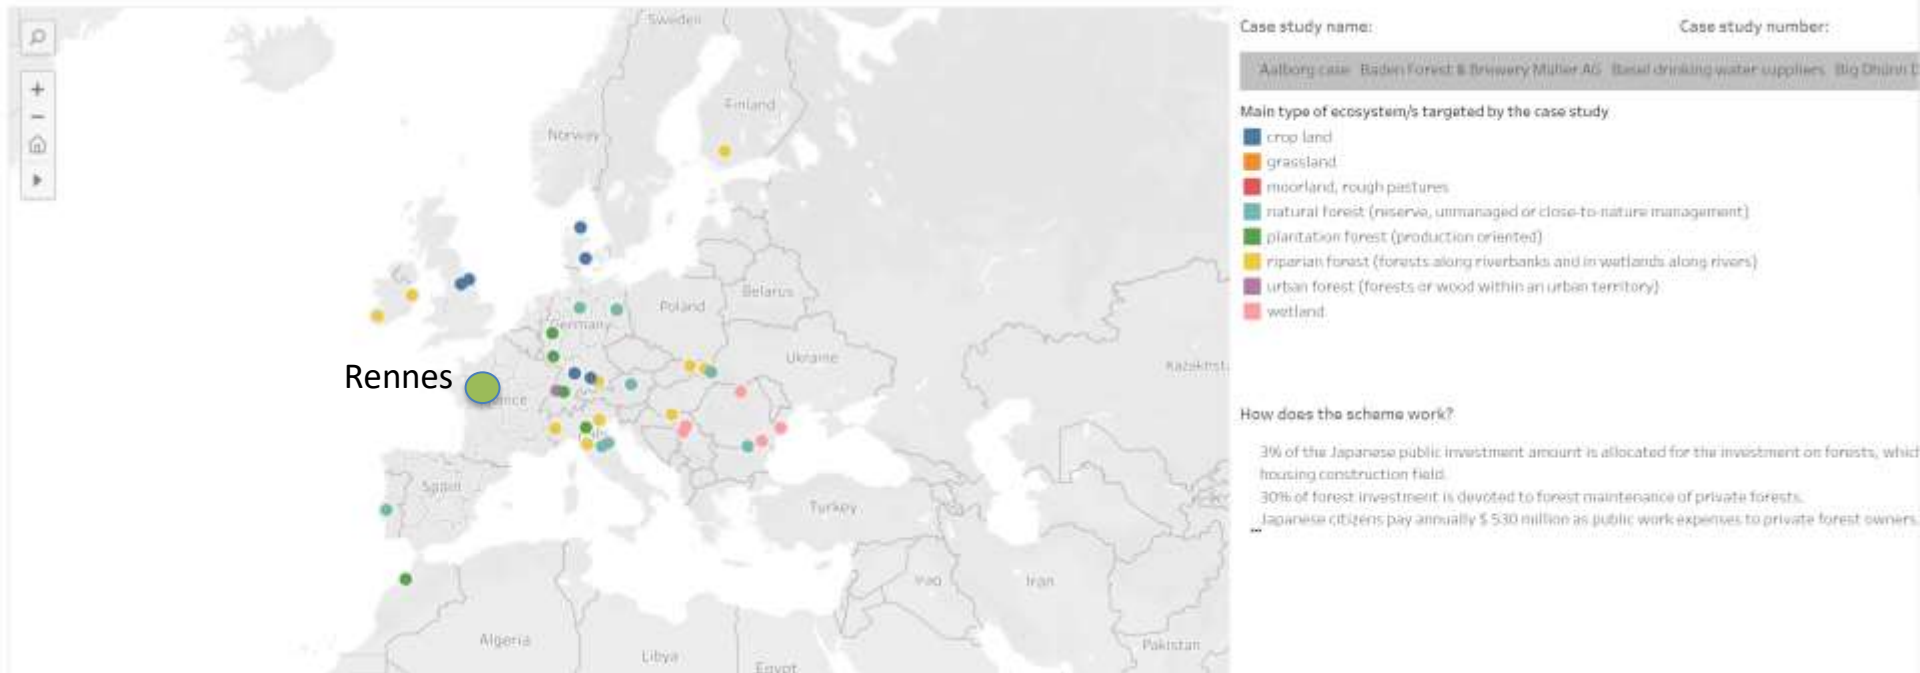 Sweden
Finland
Norway
Belarus
Poland
Germany
Ukraine
Kazakhst
Rennes
ance
Spain
Turkey
Iraq
Iran
Algeria
Libya
Egypt
Pakistan
Case study name:
Case study number:
Aalborg case Baden Forest & Brewery Müller AG Basel drinking water suppliers Big Dhünn D
Main type of ecosystem/s targeted by the case study
crop land
grassland
moorland, rough pastures
natural forest (reserve, unmanaged or close-to-nature management)
plantation forest (production oriented)
riparian forest (forests along riverbanks and in wetlands along rivers)
urban forest (forests or wood within an urban territory)
wetland
How does the scheme work?
3% of the Japanese public investment amount is allocated for the investment on forests, which
housing construction field.
30% of forest investment is devoted to forest maintenance of private forests.
Japanese citizens pay annually $ 530 million as public work expenses to private forest owners.
...